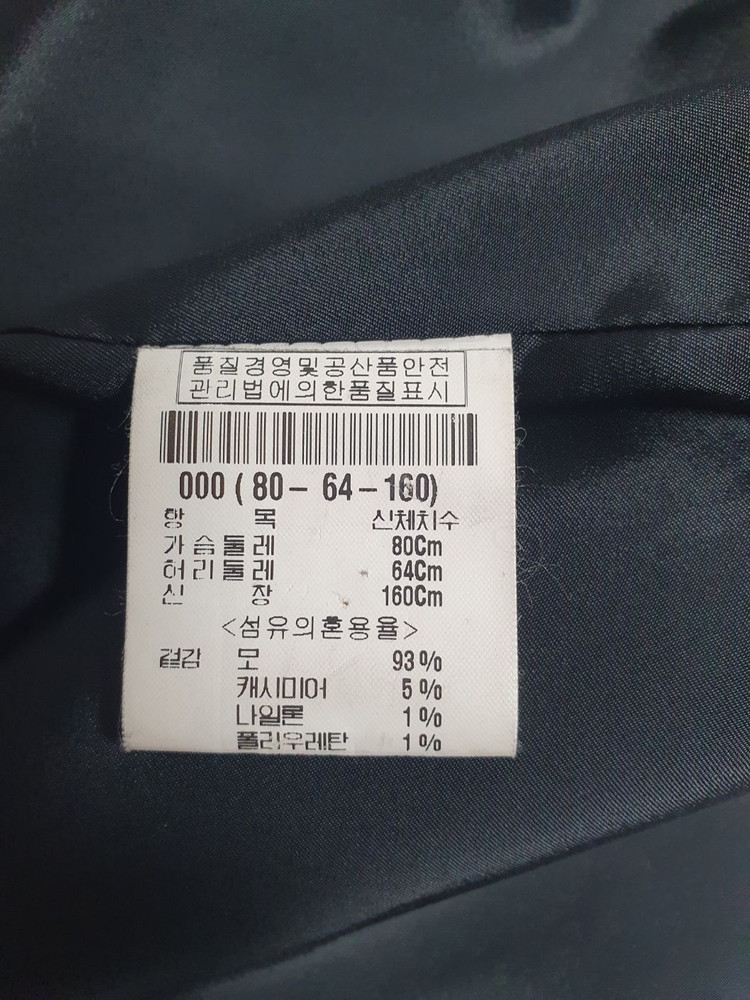 품질경영및공산품안전
관리법에의한품질표시
000 ( 80 - 64 - 160)
항 목 신체치수
가슴둘레 80Cm
허리둘레 64Cm
신 장 160Cm
<섬유의혼용율>
겉감 모 93%
캐시미어 5%
나일론 1%
폴리우레탄 1%